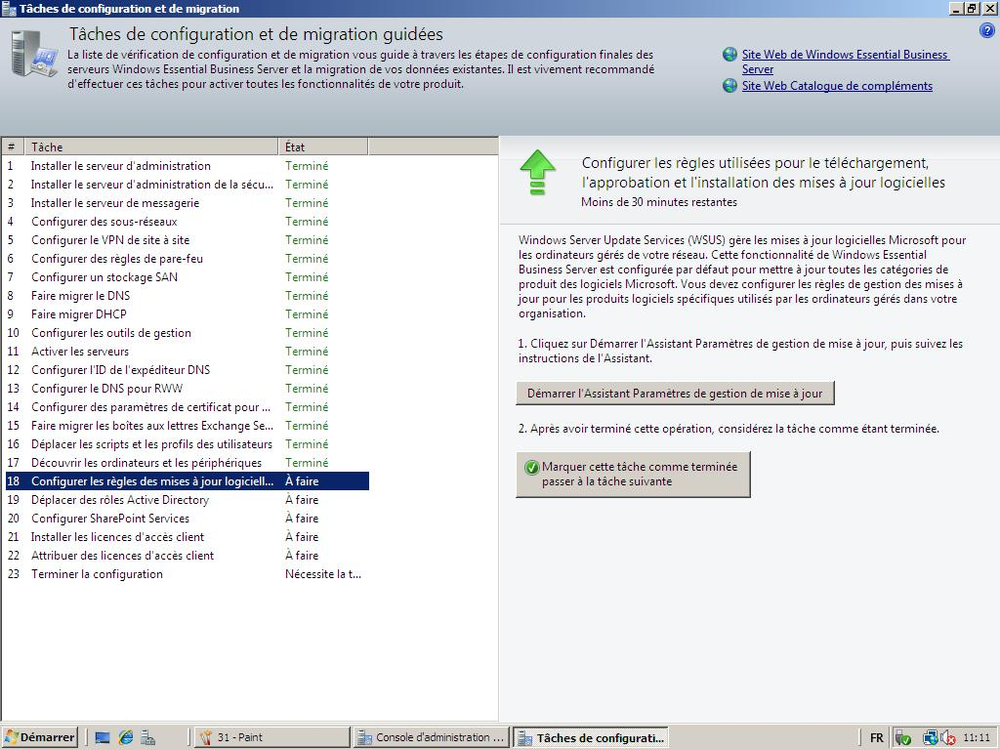 Tâches de configuration et de migration
Tâches de configuration et de migration guidées
La liste de vérification de configuration et de migration vous guide à travers les étapes de configuration finales des
serveurs Windows Essential Business Server et la migration de vos données existantes. Il est vivement recommandé
d'effectuer ces tâches pour activer toutes les fonctionnalités de votre produit.
Site Web de Windows Essential Business
Server
Site Web Catalogue de compléments
# Tâche État
1 Installer le serveur d'administration Terminé
2 Installer le serveur d'administration de la sécu... Terminé
3 Installer le serveur de messagerie Terminé
4 Configurer des sous-réseaux Terminé
5 Configurer le VPN de site à site Terminé
6 Configurer des règles de pare-feu Terminé
7 Configurer un stockage SAN Terminé
8 Faire migrer le DNS Terminé
9 Faire migrer DHCP Terminé
10 Configurer les outils de gestion Terminé
11 Activer les serveurs Terminé
12 Configurer l'ID de l'expéditeur DNS Terminé
13 Configurer le DNS pour RWW Terminé
14 Configurer des paramètres de certificat pour ... Terminé
15 Faire migrer les boîtes aux lettres Exchange Se... Terminé
16 Déplacer les scripts et les profils des utilisateurs Terminé
17 Découvrir les ordinateurs et les périphériques Terminé
18 Configurer les règles des mises à jour logiciell... À faire
19 Déplacer des rôles Active Directory À faire
20 Configurer SharePoint Services À faire
21 Installer les licences d'accès client À faire
22 Attribuer des licences d'accès client À faire
23 Terminer la configuration Nécessite la t...
Configurer les règles utilisées pour le téléchargement,
l'approbation et l'installation des mises à jour logicielles
Moins de 30 minutes restantes
Windows Server Update Services (WSUS) gère les mises à jour logicielles Microsoft pour
les ordinateurs gérés de votre réseau. Cette fonctionnalité de Windows Essential
Business Server est configurée par défaut pour mettre à jour toutes les catégories de
produit des logiciels Microsoft. Vous devez configurer les règles de gestion des mises à
jour pour les produits logiciels spécifiques utilisés par les ordinateurs gérés dans votre
organisation.
1. Cliquez sur Démarrer l'Assistant Paramètres de gestion de mise à jour, puis suivez les
instructions de l'Assistant.
Démarrer l'Assistant Paramètres de gestion de mise à jour
2. Après avoir terminé cette opération, considérez la tâche comme étant terminée.
Marquer cette tâche comme terminée
passer à la tâche suivante
Démarrer 31 - Paint Console d'administration ... Tâches de configurati... FR 11:11